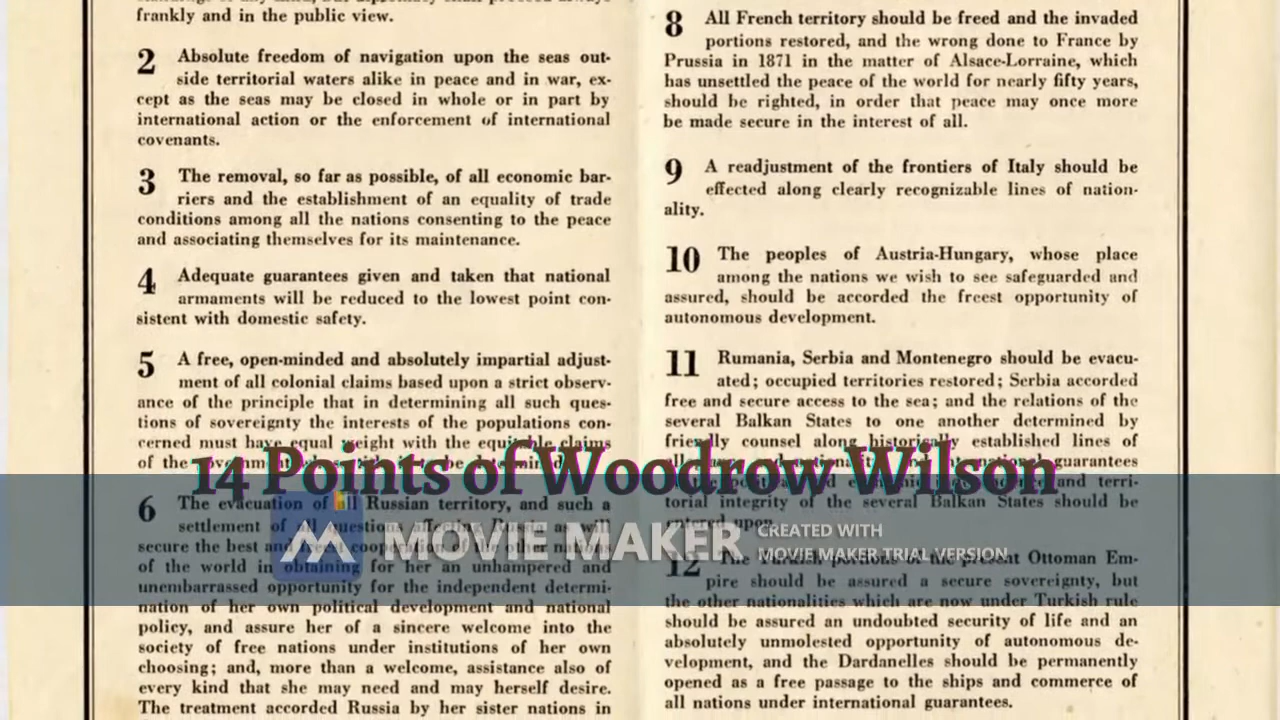 frankly and in the public view.
2 Absolute freedom of navigation upon the seas out-
side territorial waters alike in peace and in war, ex-
cept as the seas may be closed in whole or in part by
international action or the enforcement of international
covenants.
3 The removal, so far as possible, of all economic bar-
riers and the establishment of an equality of trade
conditions among all the nations consenting to the peace
and associating themselves for its maintenance.
4 Adequate guarantees given and taken that national
armaments will be reduced to the lowest point con-
sistent with domestic safety.
5 A free, open-minded and absolutely impartial adjust-
ment of all colonial claims based upon a strict observ-
ance of the principle that in determining all such ques-
tions of sovereignty the interests of the populations con-
cerned must have equal weight with the equitable claims
of the
6 The evacuation of all Russian territory, and such a
settlement of all questions affecting Russia as will
secure the best and cooperation of the other
of the world in obtaining for her an unhampered and
unembarrassed opportunity for the independent determi-
nation of her own political development and national
policy, and assure her of a sincere welcome into the
society of free nations under institutions of her own
choosing; and, more than a welcome, assistance also of
every kind that she may need and may herself desire.
The treatment accorded Russia by her sister nations in
8 All French territory should be freed and the invaded
portions restored, and the wrong done to France by
Prussia in 1871 in the matter of Alsace-Lorraine, which
has unsettled the peace of the world for nearly fifty years,
should be righted, in order that peace may once more
be made secure in the interest of all.
9 A readjustment of the frontiers of Italy should be
effected along clearly recognizable lines of nation-
ality.
10 The peoples of Austria-Hungary, whose place
among the nations we wish to see safeguarded and
assured, should be accorded the freest opportunity of
autonomous development.
11 Rumania, Serbia and Montenegro should be evacu-
ated; occupied territories restored; Serbia accorded
free and secure access to the sea; and the relations of the
several Balkan States to one another determined by
friendly counsel along historically established lines of
guarantees
and terri-
torial integrity of the several Balkan States should be
entered upon.
12 The Turkish portions of the present Ottoman Em-
pire should be assured a secure sovereignty, but
the other nationalities which are now under Turkish rule
should be assured an undoubted security of life and an
absolutely unmolested opportunity of autonomous de-
velopment, and the Dardanelles should be permanently
opened as a free passage to the ships and commerce of
all nations under international guarantees.
14 Points of Woodrow Wilson
MOVIE MAKER
CREATED WITH
MOVIE MAKER TRIAL VERSION